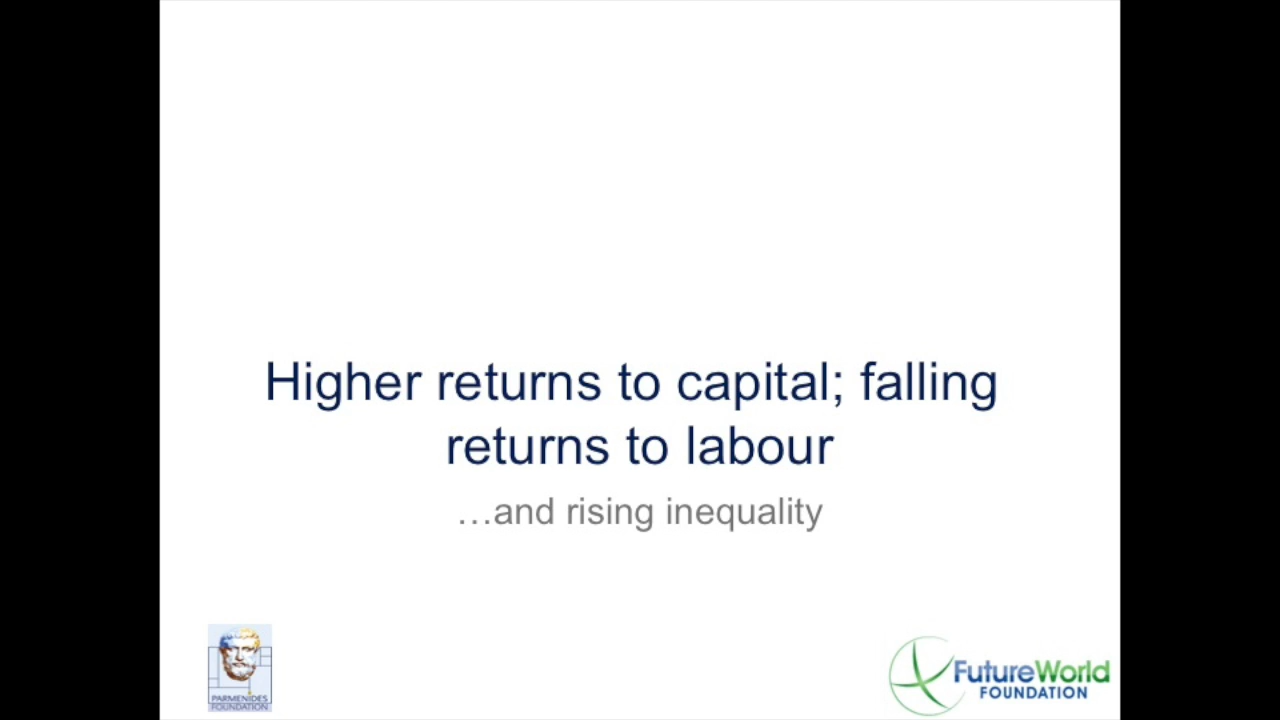 Higher returns to capital; falling
returns to labour
…and rising inequality
PARMENIDES
FOUNDATION
FutureWorld
FOUNDATION